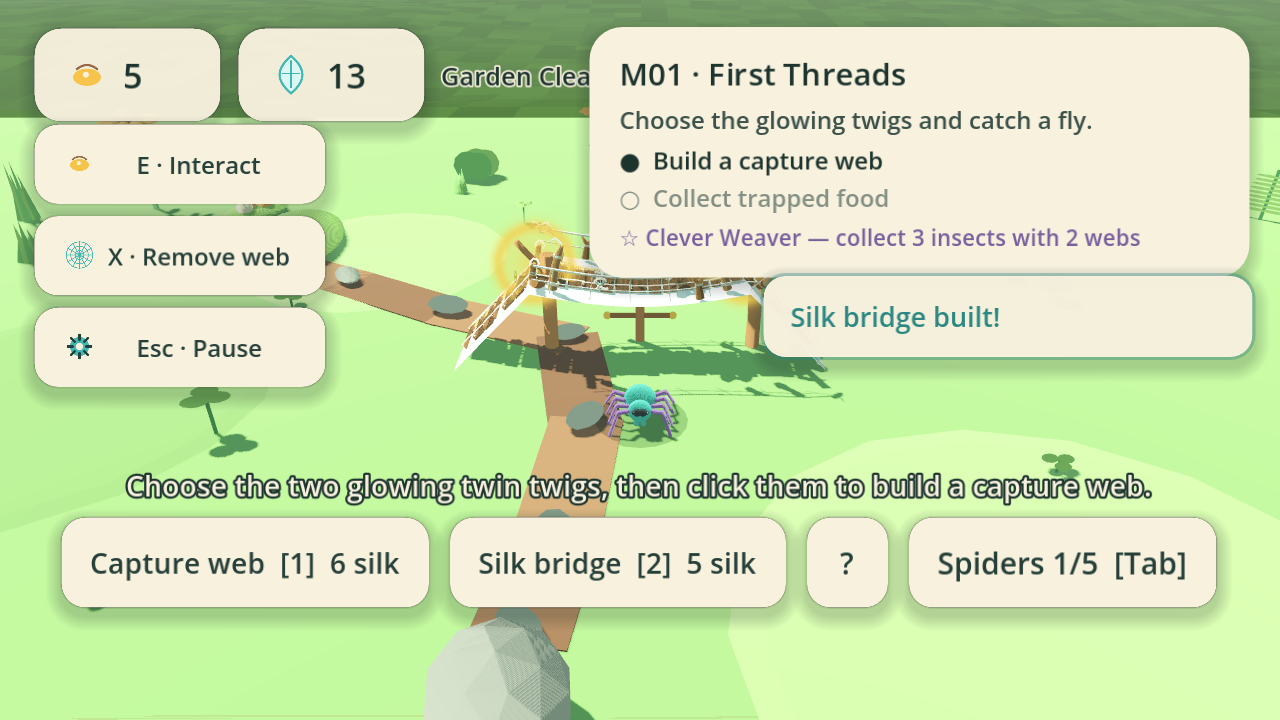 5
13
Garden Clea
M01 · First Threads
Choose the glowing twigs and catch a fly.
● Build a capture web
○ Collect trapped food
☆ Clever Weaver — collect 3 insects with 2 webs
E · Interact
X · Remove web
Esc · Pause
Silk bridge built!
Choose the two glowing twin twigs, then click them to build a capture web.
Capture web [1] 6 silk
Silk bridge [2] 5 silk
?
Spiders 1/5 [Tab]